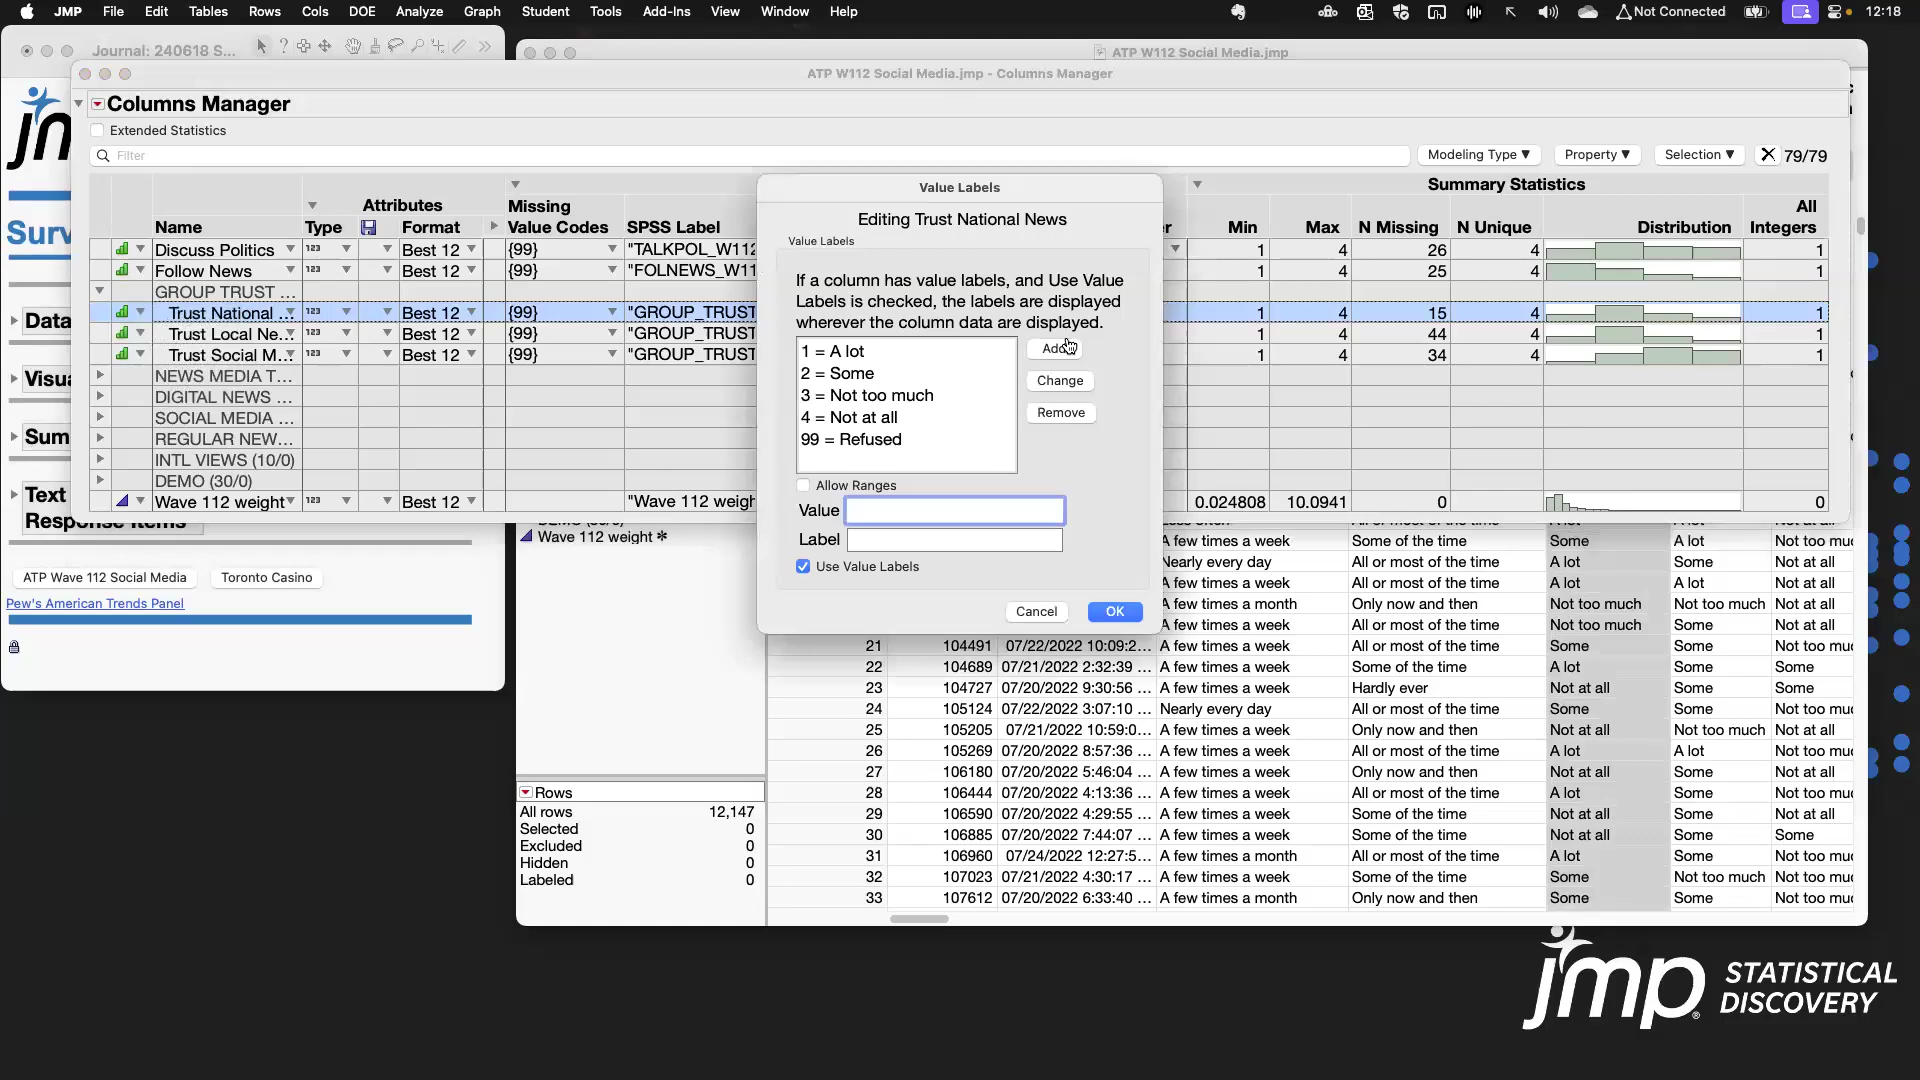 JMP File Edit Tables Rows Cols DOE Analyze Graph Student Tools Add-Ins View Window Help Not Connected 12:18
Journal: 240618 S...
ATP W112 Social Media.jmp
ATP W112 Social Media.jmp - Columns Manager
Columns Manager
Extended Statistics
Filter Modeling Type ▼ Property ▼ Selection ▼ 79/79
Attributes Missing Summary Statistics All
Name Type Format Value Codes SPSS Label Min Max N Missing N Unique Distribution Integers
Discuss Politics Best 12 {99} "TALKPOL_W112 1 4 26 4 1
Follow News Best 12 {99} "FOLNEWS_W11 1 4 25 4 1
GROUP TRUST ...
Trust National ... Best 12 {99} "GROUP_TRUST 1 4 15 4 1
Trust Local Ne... Best 12 {99} "GROUP_TRUST 1 4 44 4 1
Trust Social M... Best 12 {99} "GROUP_TRUST 1 4 34 4 1
NEWS MEDIA T...
DIGITAL NEWS ...
SOCIAL MEDIA ...
REGULAR NEW...
INTL VIEWS (10/0)
DEMO (30/0)
Wave 112 weight Best 12 "Wave 112 weigh 0.024808 10.0941 0 0
Value Labels
Editing Trust National News
Value Labels
If a column has value labels, and Use Value
Labels is checked, the labels are displayed
wherever the column data are displayed.
1 = A lot
2 = Some
3 = Not too much
4 = Not at all
99 = Refused
Add
Change
Remove
Allow Ranges
Value
Label
Use Value Labels
Cancel OK
jm
Surv
Data
Visua
Sum
Text
Response Items
ATP Wave 112 Social Media Toronto Casino
Pew's American Trends Panel
Wave 112 weight ✻
Rows
All rows 12,147
Selected 0
Excluded 0
Hidden 0
Labeled 0
A few times a week Some of the time Some A lot Not too muc
Nearly every day All or most of the time A lot Some Not at all
A few times a week All or most of the time A lot A lot Not at all
A few times a month Only now and then Not too much Not too much Not at all
A few times a week All or most of the time Not too much Some Not at all
21 104491 07/22/2022 10:09:2... A few times a week All or most of the time Some Some Not at all
22 104689 07/21/2022 2:32:39 ... A few times a week Some of the time A lot Some Some
23 104727 07/20/2022 9:30:56 ... A few times a week Hardly ever Not at all Some Some
24 105124 07/22/2022 3:07:10 ... Nearly every day All or most of the time Some Some Not too muc
25 105205 07/21/2022 10:59:0... A few times a week Only now and then Not at all Not too much Not too muc
26 105269 07/20/2022 8:57:36 ... A few times a week All or most of the time A lot A lot Not too muc
27 106180 07/20/2022 5:46:04 ... A few times a week Only now and then Not at all Some Not at all
28 106444 07/20/2022 4:13:36 ... A few times a week All or most of the time A lot Some Not too muc
29 106590 07/20/2022 4:29:55 ... A few times a week Some of the time Not at all Some Not at all
30 106885 07/20/2022 7:44:07 ... A few times a week Some of the time Not at all Some Some
31 106960 07/24/2022 12:27:5... A few times a month All or most of the time A lot Some Not too muc
32 107023 07/21/2022 4:30:17 ... A few times a week Some of the time Some Not too much Not too muc
33 107612 07/20/2022 6:33:40 ... A few times a month Only now and then Some Some Not too muc
jmp STATISTICAL
DISCOVERY